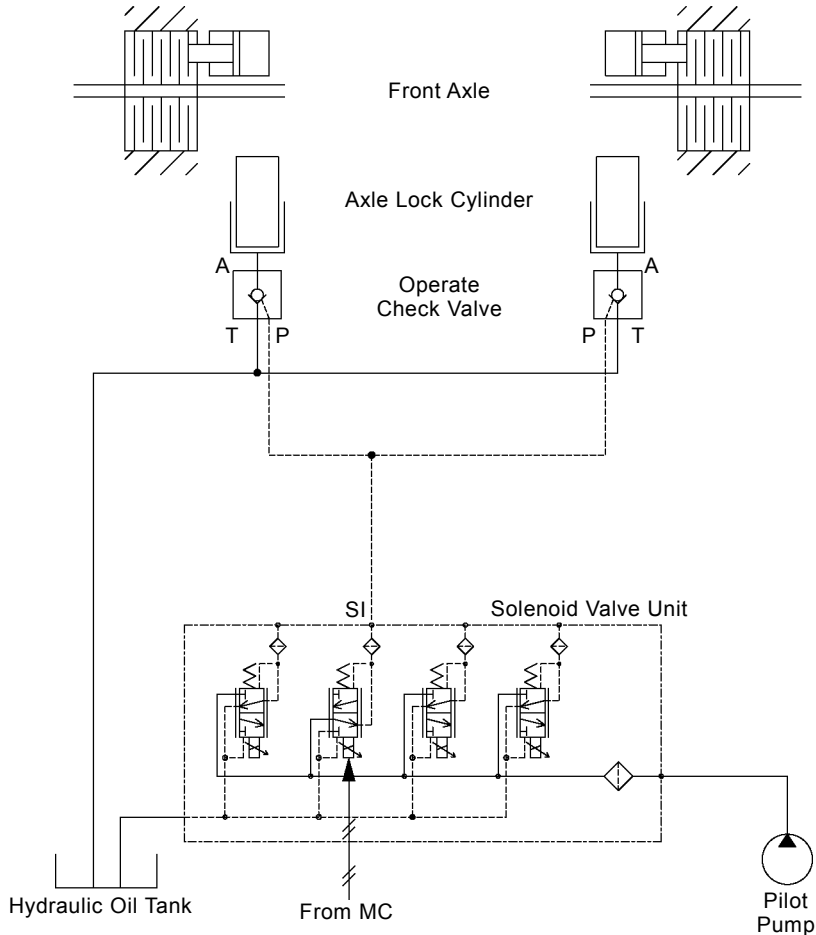 Front Axle
Axle Lock Cylinder
A
A
Operate
Check Valve
T
P
P
T
SI
Solenoid Valve Unit
Hydraulic Oil Tank
From MC
Pilot
Pump